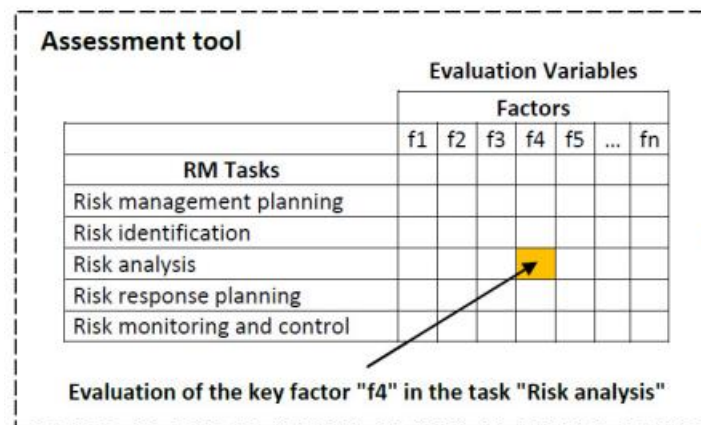 Assessment tool
Evaluation Variables
Factors
f1 f2 f3 f4 f5 ... fn
RM Tasks
Risk management planning
Risk identification
Risk analysis
Risk response planning
Risk monitoring and control
Evaluation of the key factor "f4" in the task "Risk analysis"